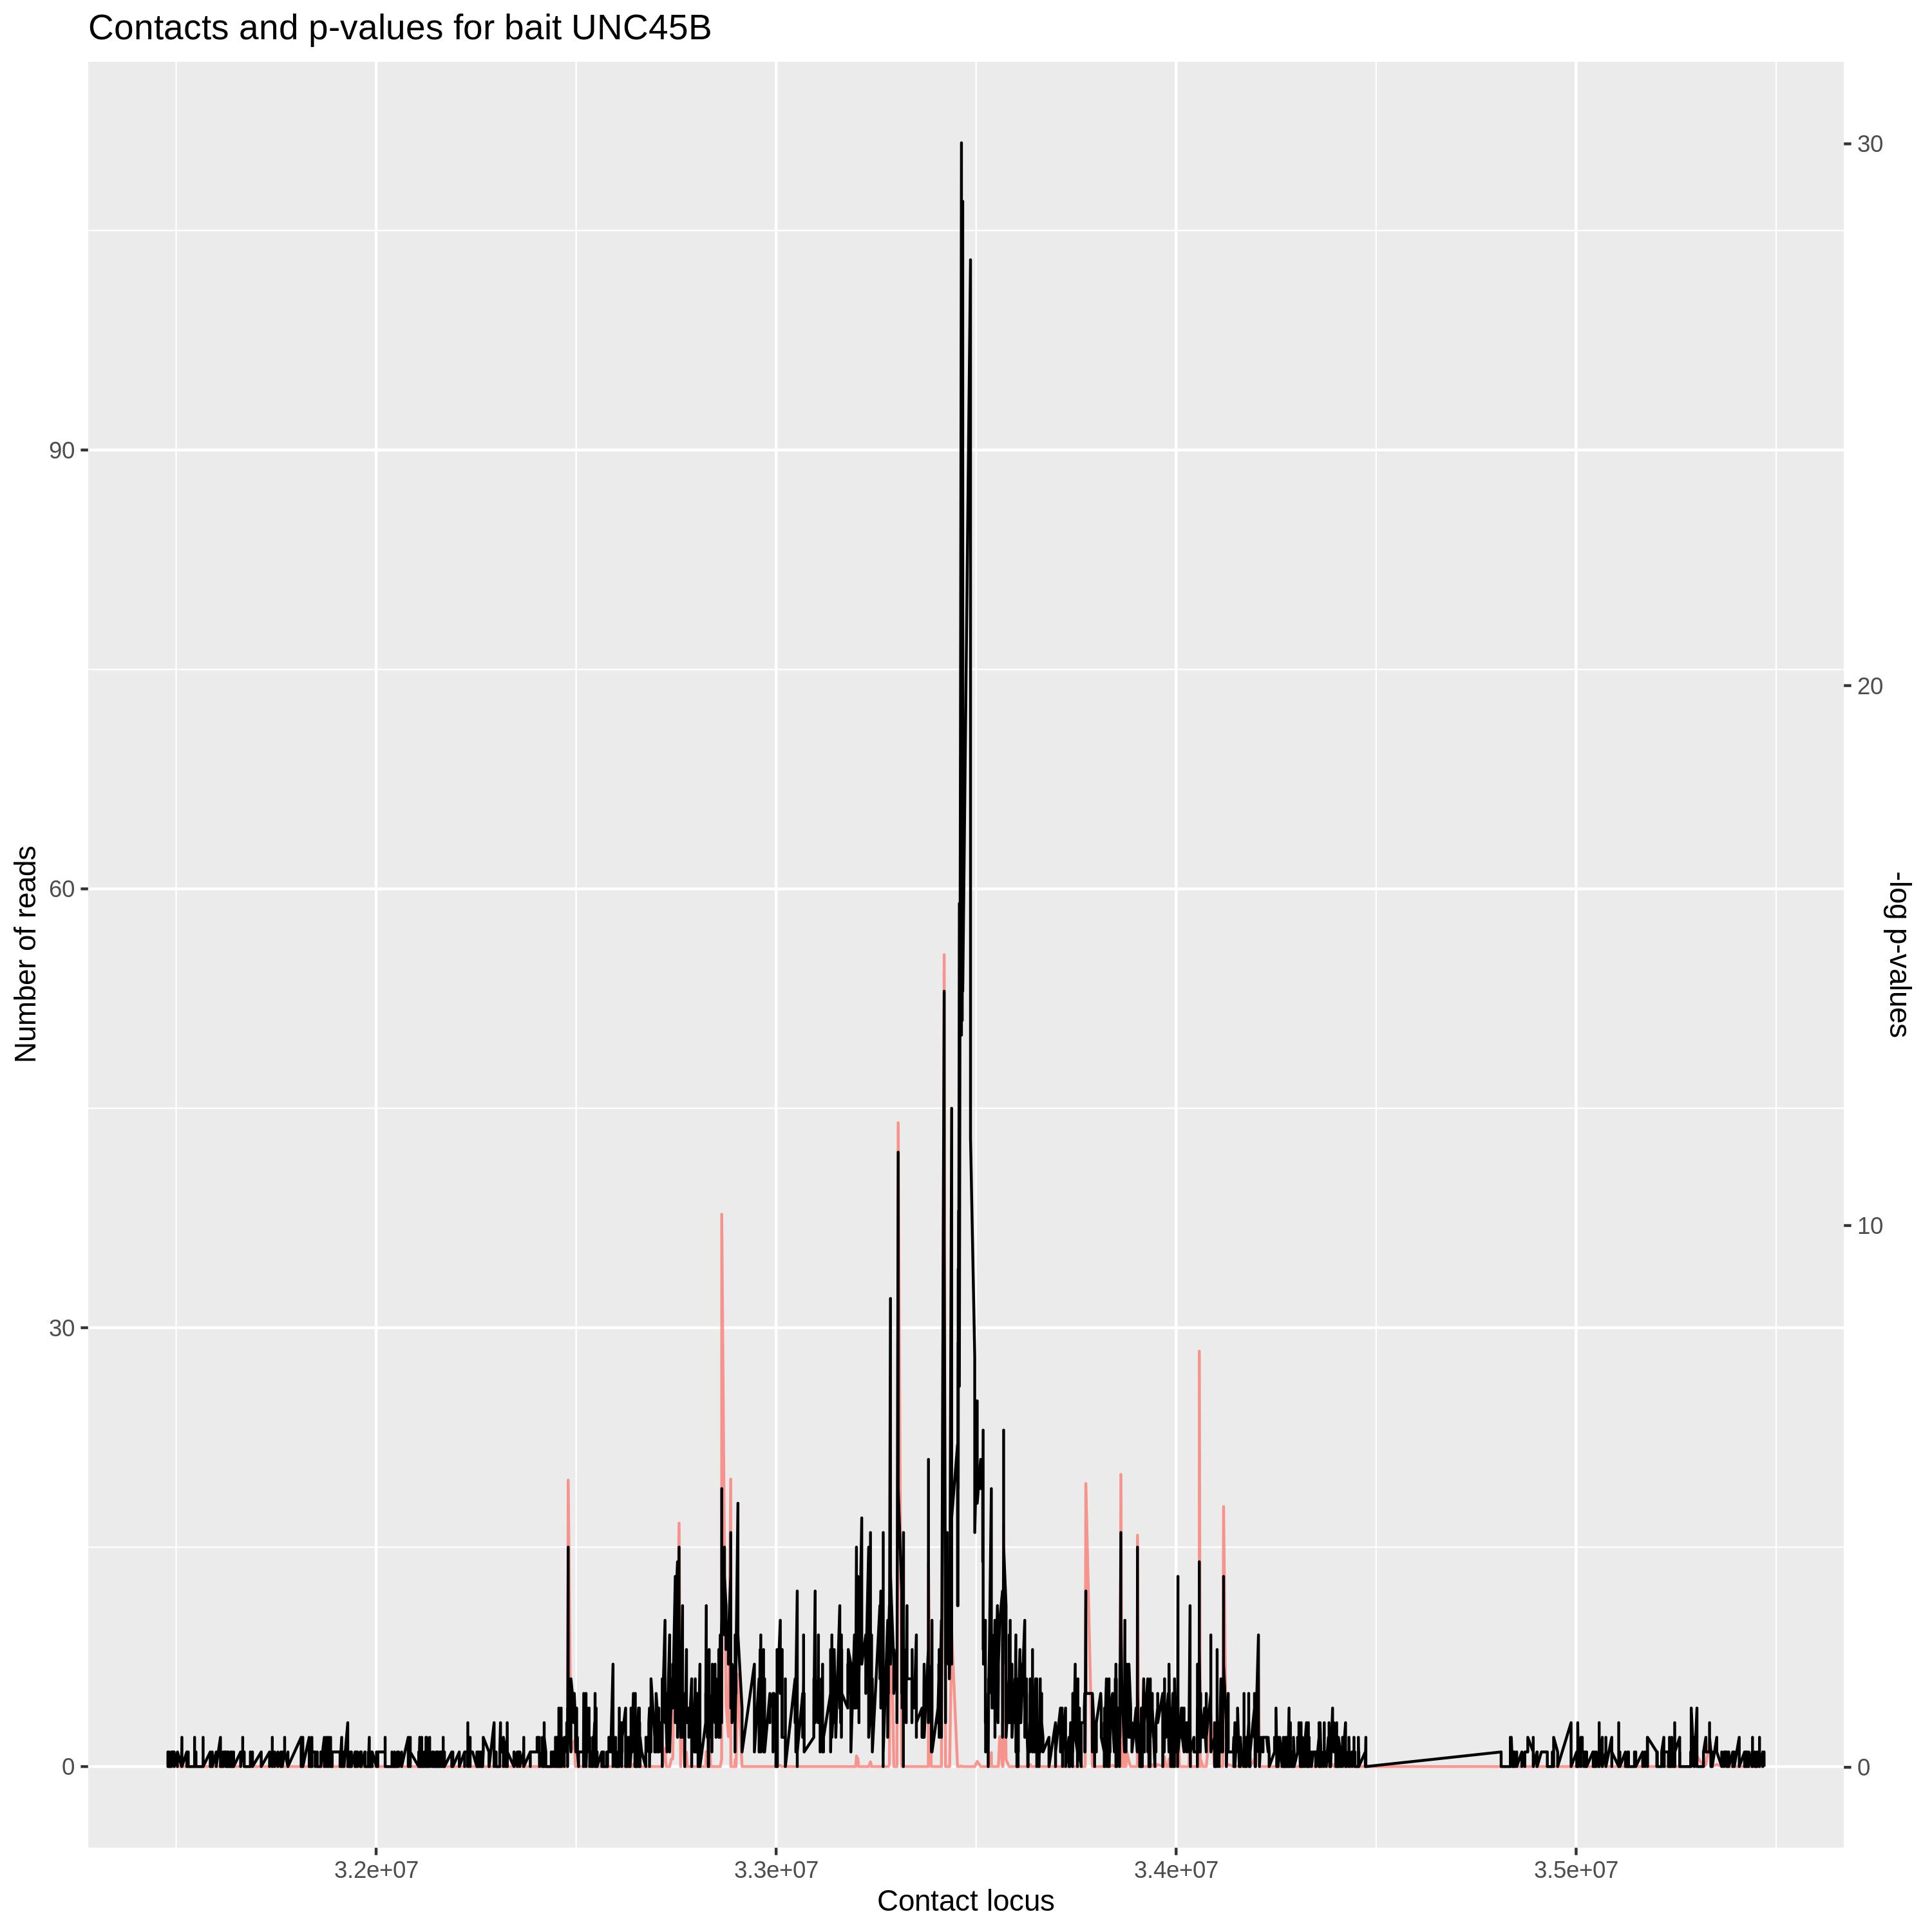 Contacts and p-values for bait UNC45B
Number of reads
90
60
30
0
30
20
10
0
-log p-values
3.2e+07 3.3e+07 3.4e+07 3.5e+07
Contact locus